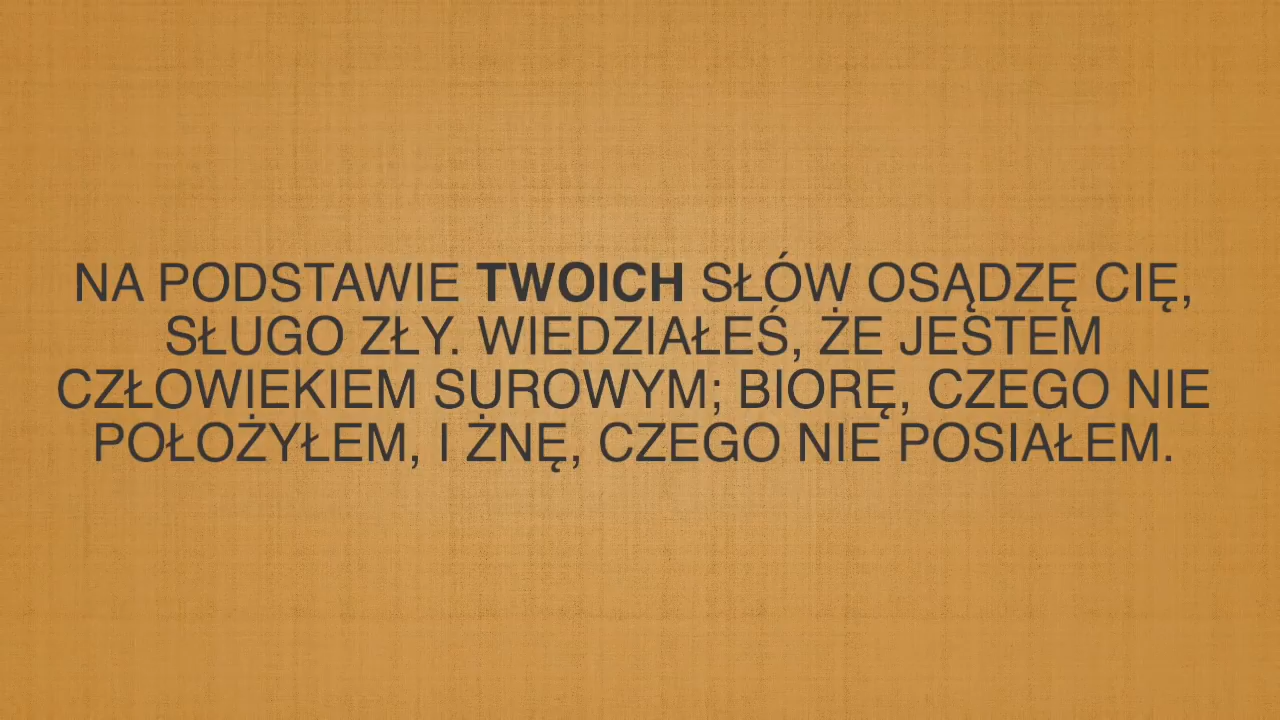 NA PODSTAWIE TWOICH SŁÓW OSĄDZĘ CIĘ,
SŁUGO ZŁY. WIEDZIAŁEŚ, ŻE JESTEM
CZŁOWIEKIEM SUROWYM; BIORĘ, CZEGO NIE
POŁOŻYŁEM, I ŻNĘ, CZEGO NIE POSIAŁEM.